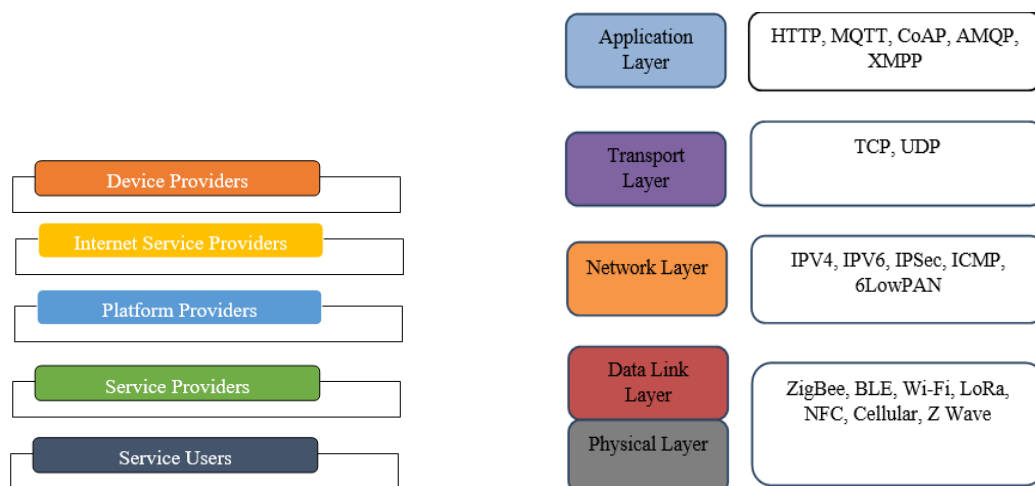 Device Providers
Internet Service Providers
Platform Providers
Service Providers
Service Users
Application
Layer
HTTP, MQTT, CoAP, AMQP,
XMPP
Transport
Layer
TCP, UDP
Network Layer
IPV4, IPV6, IPSec, ICMP,
6LowPAN
Data Link
Layer
Physical Layer
ZigBee, BLE, Wi-Fi, LoRa,
NFC, Cellular, Z Wave